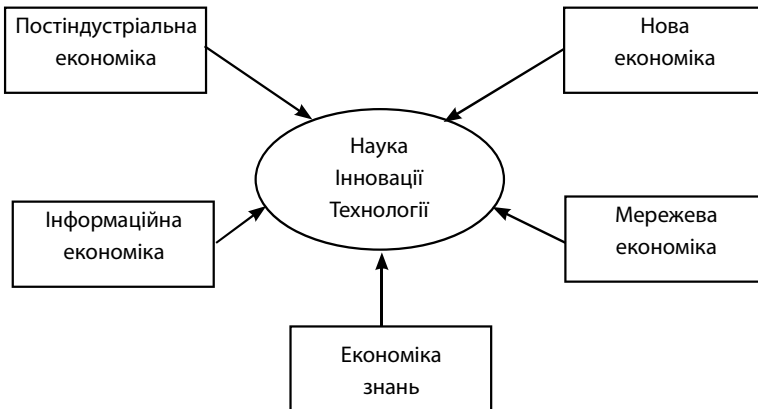 Постіндустріальна
економіка
Нова
економіка
Наука
Інновації
Технології
Інформаційна
економіка
Мережева
економіка
Економіка
знань